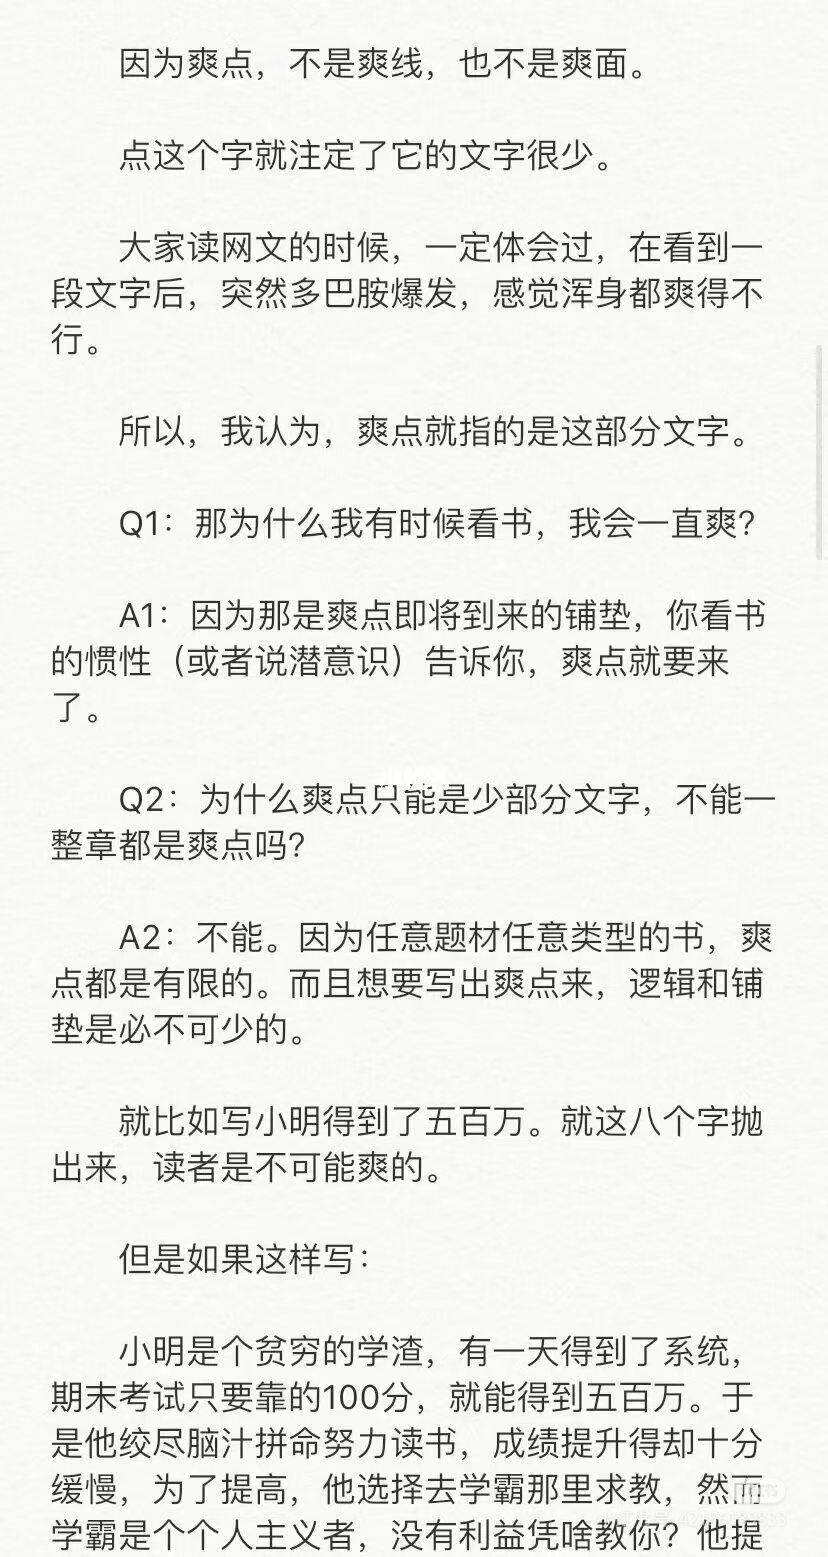 因为爽点，不是爽线，也不是爽面。
点这个字就注定了它的文字很少。
大家读网文的时候，一定体会过，在看到一
段文字后，突然多巴胺爆发，感觉浑身都爽得不
行。
所以，我认为，爽点就指的是这部分文字。
Q1：那为什么我有时候看书，我会一直爽？
A1：因为那是爽点即将到来的铺垫，你看书
的惯性（或者说潜意识）告诉你，爽点就要来
了。
Q2：为什么爽点只能是少部分文字，不能一
整章都是爽点吗？
A2：不能。因为任意题材任意类型的书，爽
点都是有限的。而且想要写出爽点来，逻辑和铺
垫是必不可少的。
就比如写小明得到了五百万。就这八个字抛
出来，读者是不可能爽的。
但是如果这样写：
小明是个贫穷的学渣，有一天得到了系统，
期末考试只要靠的100分，就能得到五百万。于
是他绞尽脑汁拼命努力读书，成绩提升得却十分
缓慢，为了提高，他选择去学霸那里求教，然而
学霸是个个人主义者，没有利益凭啥教你？他提